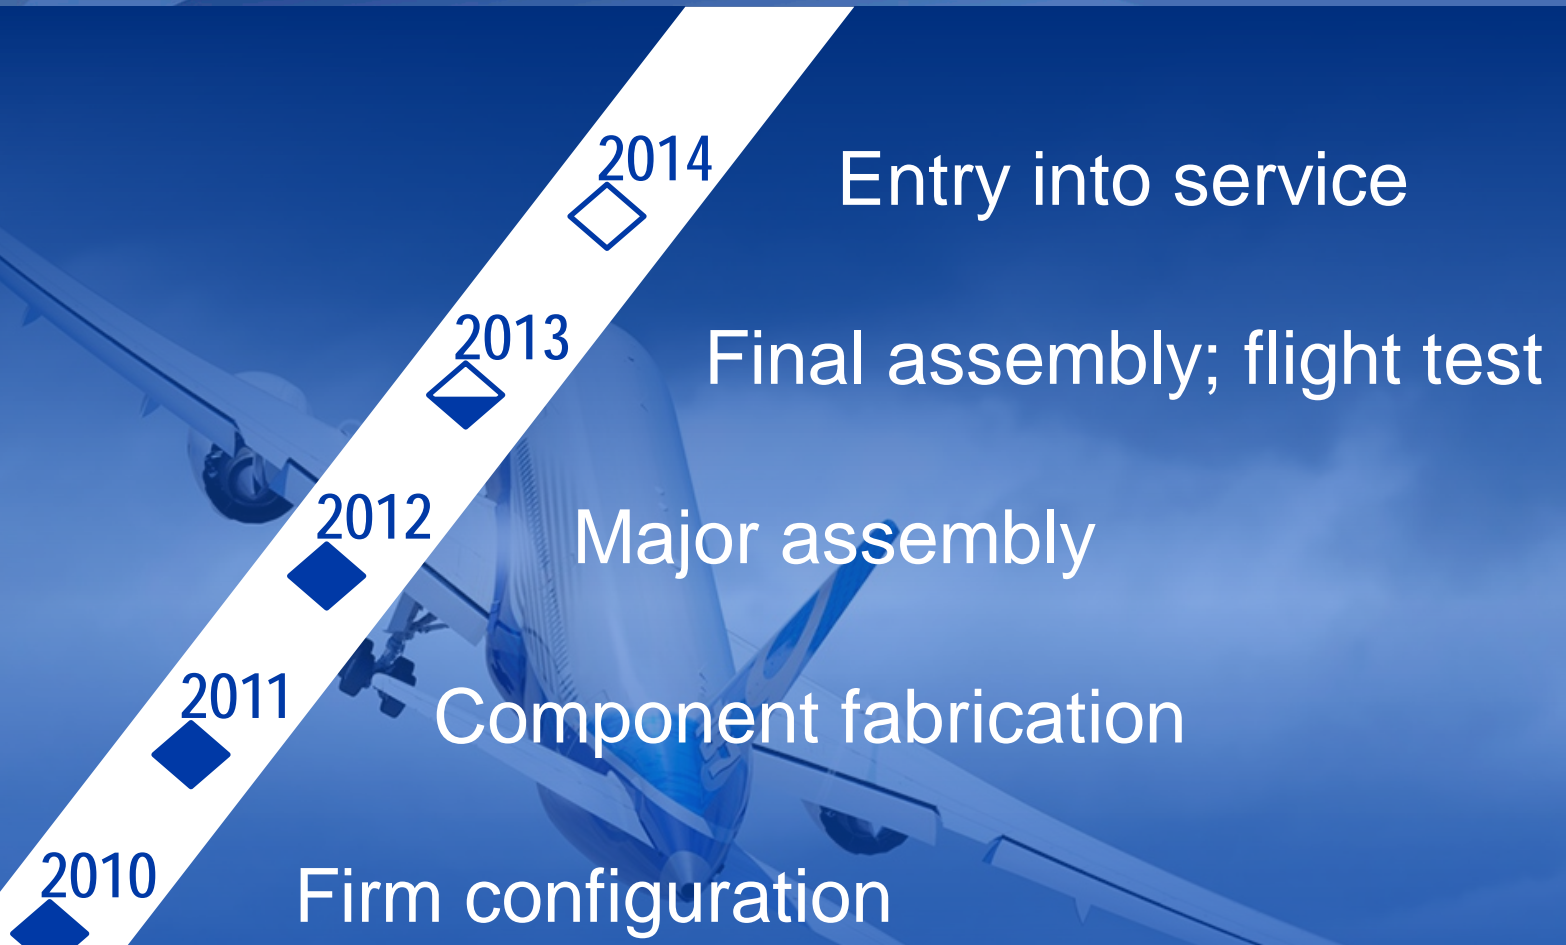 2014 Entry into service
2013 Final assembly; flight test
2012 Major assembly
2011 Component fabrication
2010 Firm configuration